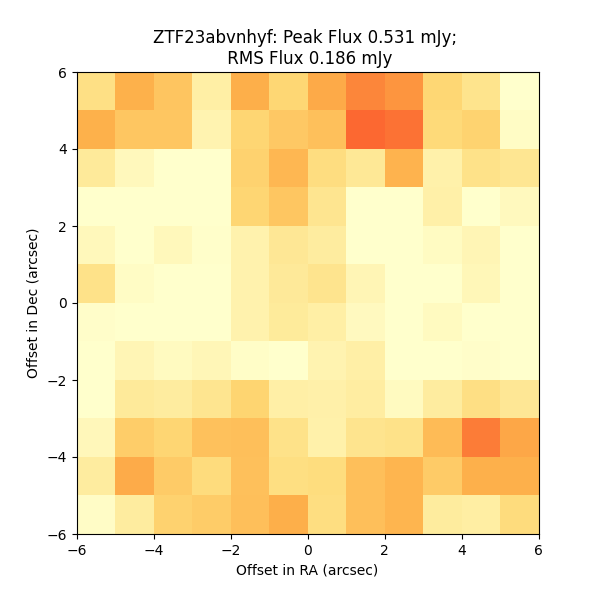 ZTF23abvnhyf: Peak Flux 0.531 mJy;
RMS Flux 0.186 mJy
6
4
2
0
−2
−4
−6
Offset in Dec (arcsec)
−6 −4 −2 0 2 4 6
Offset in RA (arcsec)